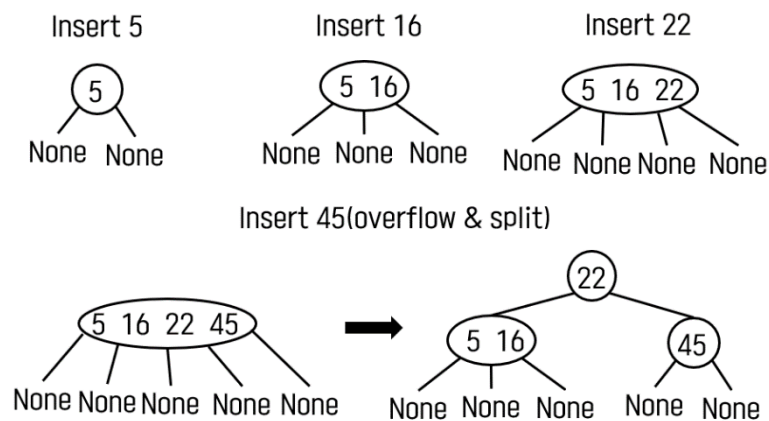 Insert 5
Insert 16
Insert 22
5
5 16
5 16 22
None None
None None None
None None None None
Insert 45(overflow & split)
22
5 16 22 45
5 16
45
None None None None None
None None None
None None